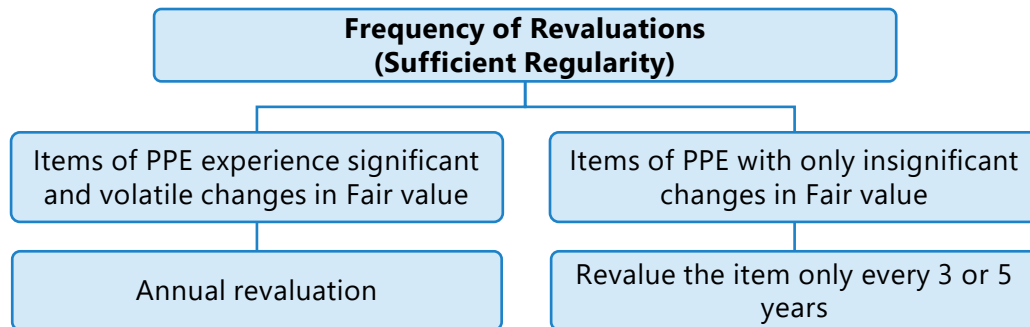 Frequency of Revaluations
(Sufficient Regularity)
Items of PPE experience significant
and volatile changes in Fair value
Items of PPE with only insignificant
changes in Fair value
Annual revaluation
Revalue the item only every 3 or 5
years